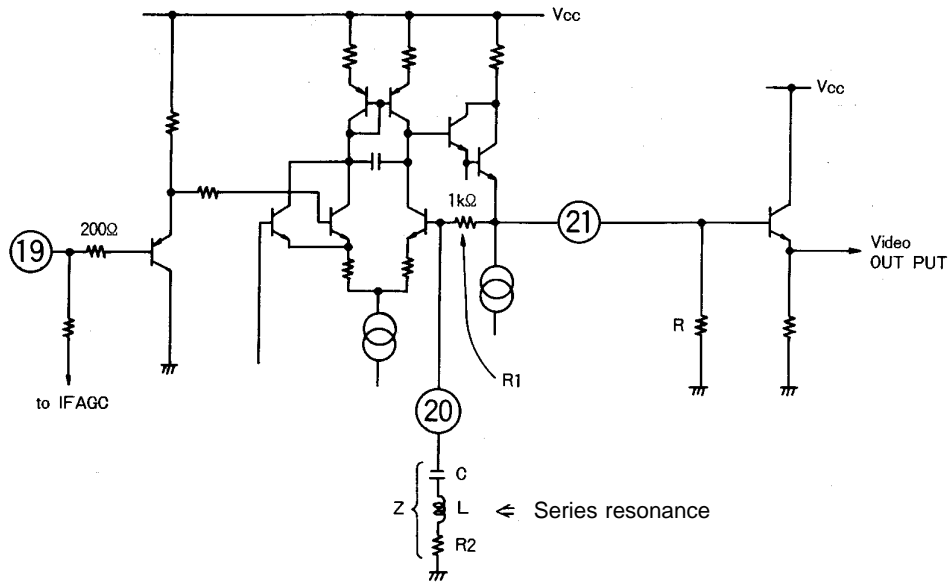 Vcc
Vcc
1kΩ
200Ω
19
21
Video
OUT PUT
R
R1
to IFAGC
20
C
Z
L
⇐ Series resonance
R2